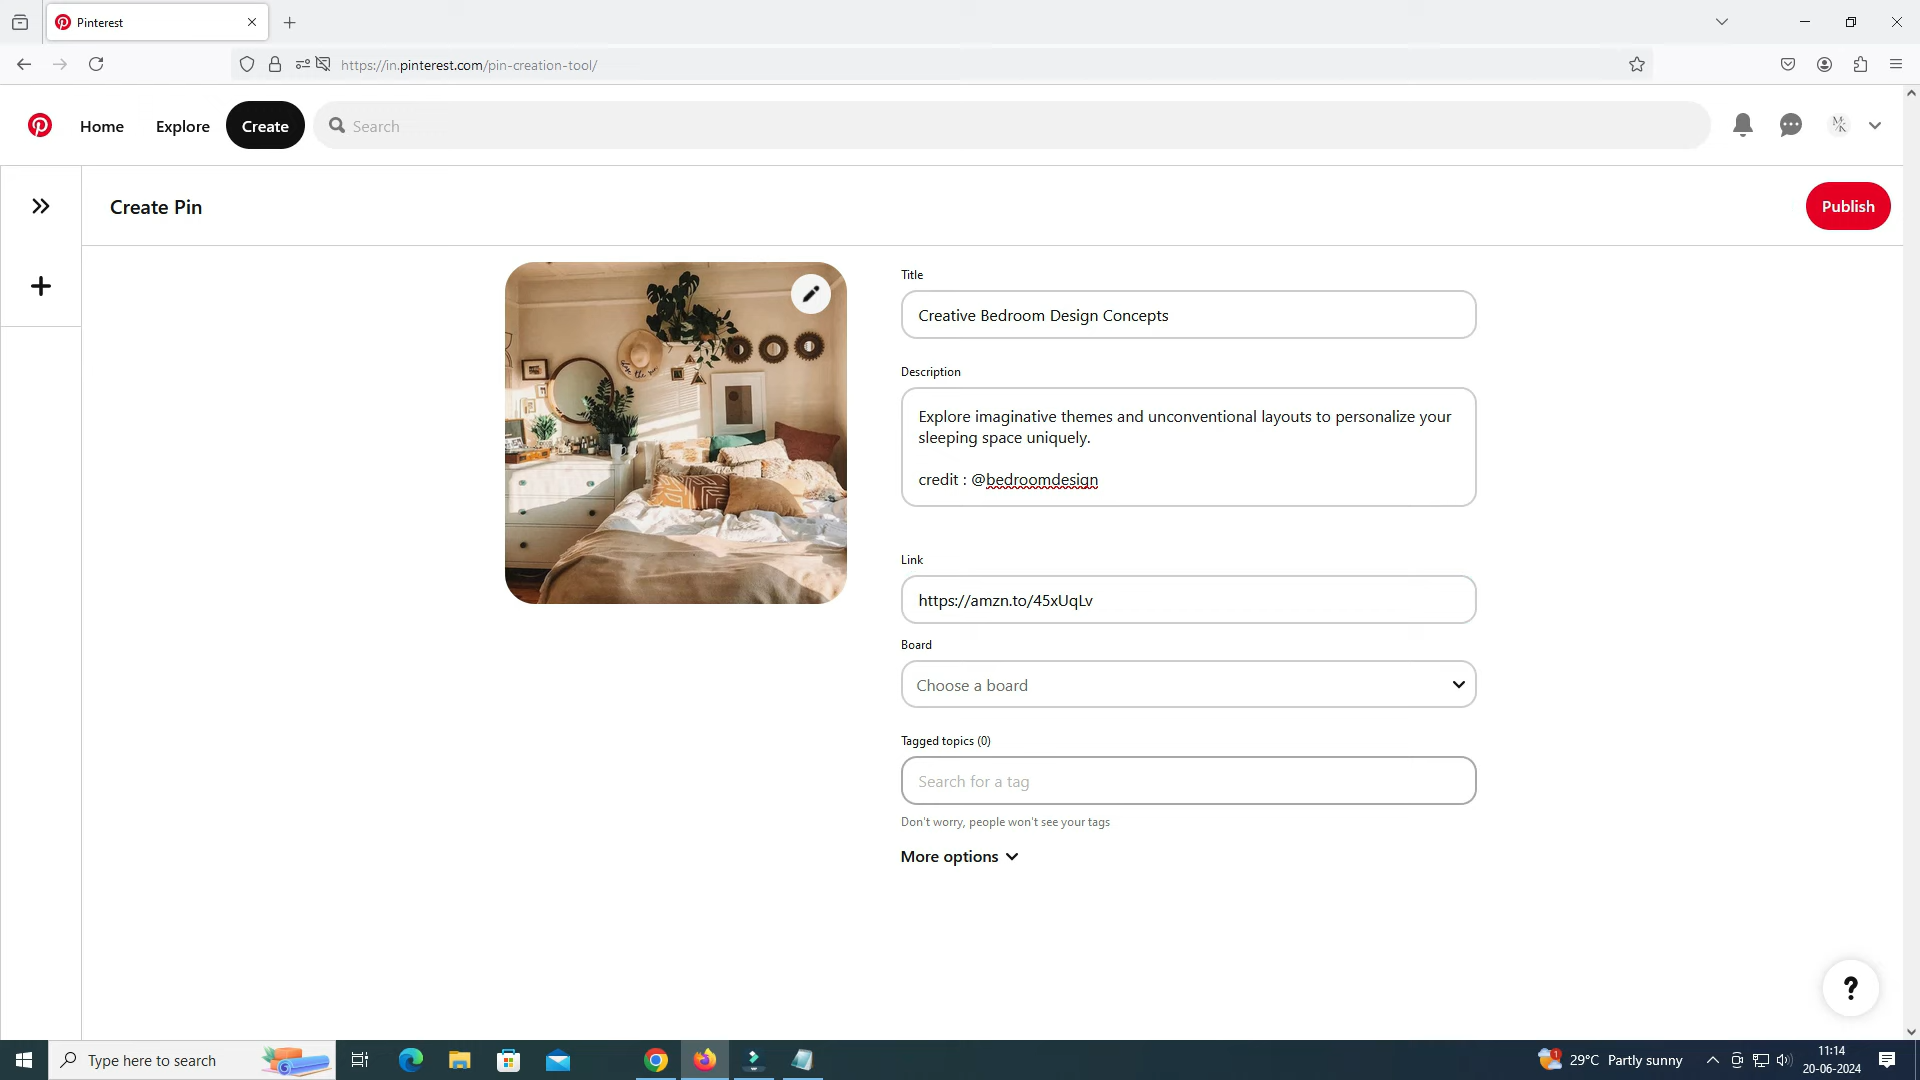 Pinterest
https://in.pinterest.com/pin-creation-tool/
Home
Explore
Create
Search
Create Pin
Publish
Title
Creative Bedroom Design Concepts
Description
Explore imaginative themes and unconventional layouts to personalize your
sleeping space uniquely.
credit : @bedroomdesign
Link
https://amzn.to/45xUqLv
Board
Choose a board
Tagged topics (0)
Search for a tag
Don't worry, people won't see your tags
More options
?
Type here to search
1
29°C Partly sunny
11:14
20-06-2024